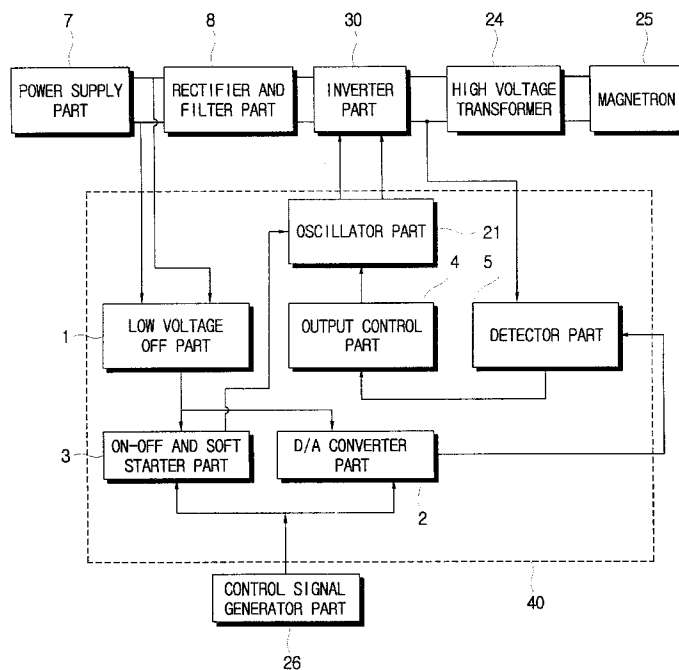 7
8
30
24
25
POWER SUPPLY
PART
RECTIFIER AND
FILTER PART
INVERTER
PART
HIGH VOLTAGE
TRANSFORMER
MAGNETRON
OSCILLATOR PART
21
4
5
1
LOW VOLTAGE
OFF PART
OUTPUT CONTROL
PART
DETECTOR PART
3
ON-OFF AND SOFT
STARTER PART
D/A CONVERTER
PART
2
CONTROL SIGNAL
GENERATOR PART
40
26